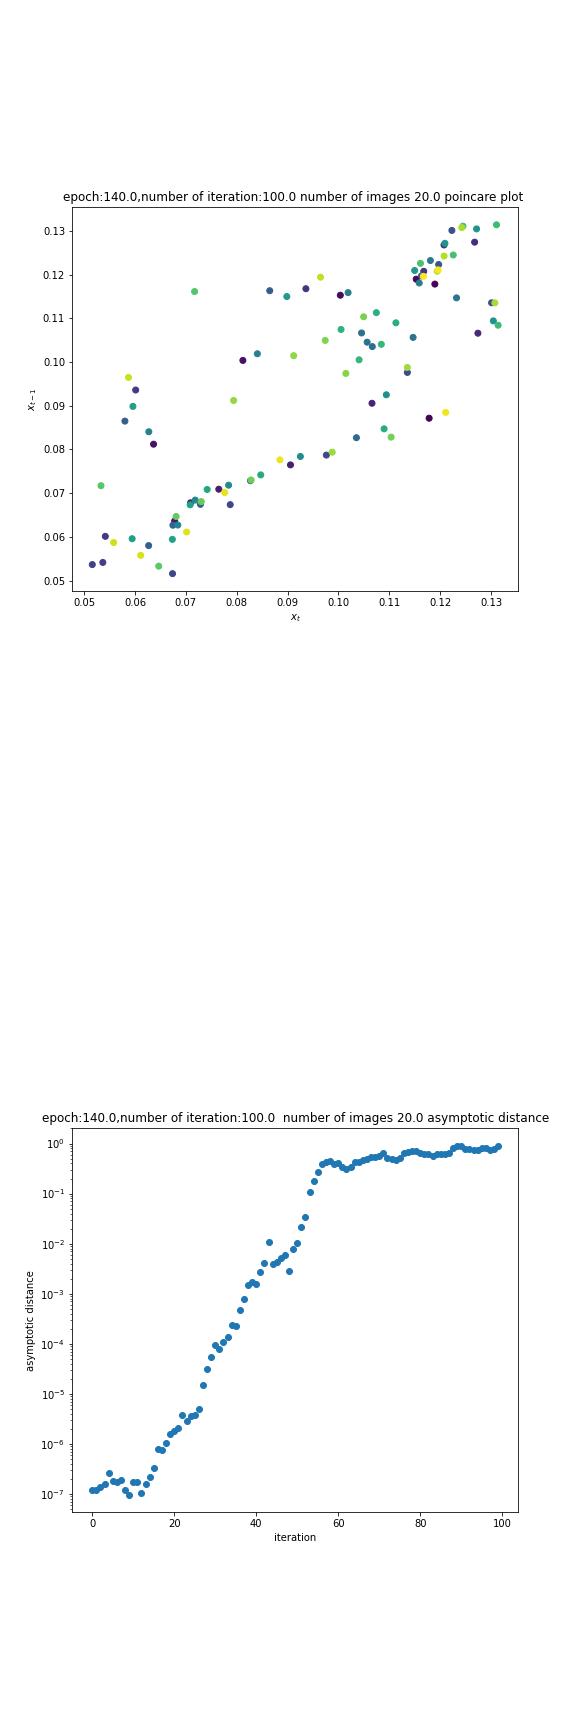 epoch:140.0,number of iteration:100.0 number of images 20.0 poincare plot
0.13
0.12
0.11
0.10
0.09
0.08
0.07
0.06
0.05
x_{t-1}
0.05 0.06 0.07 0.08 0.09 0.10 0.11 0.12 0.13
x_t
epoch:140.0,number of iteration:100.0  number of images 20.0 asymptotic distance
10^0
10^{-1}
10^{-2}
10^{-3}
10^{-4}
10^{-5}
10^{-6}
10^{-7}
asymptotic distance
0 20 40 60 80 100
iteration